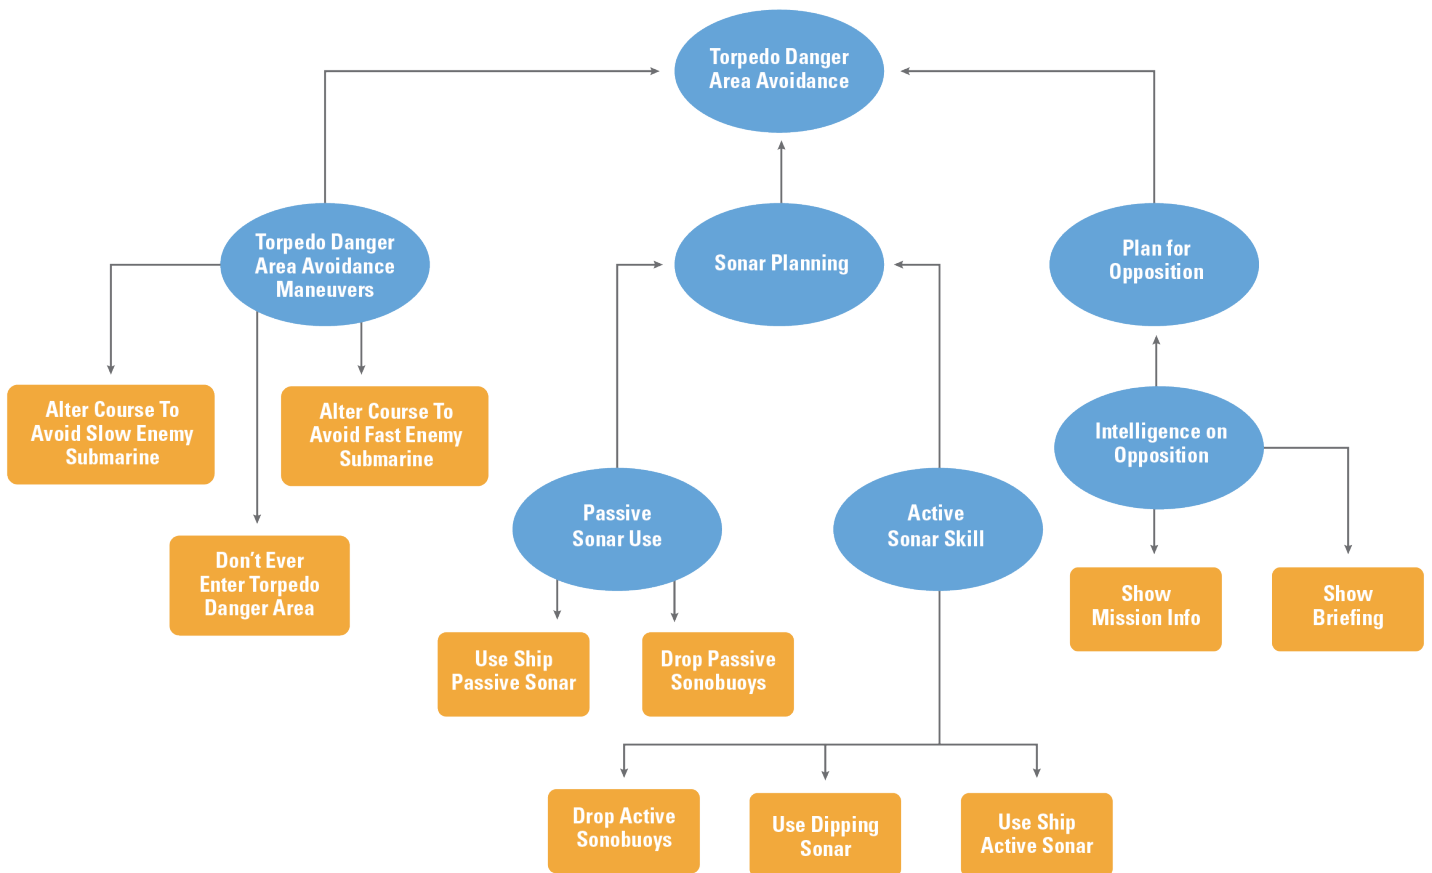 Torpedo Danger
Area Avoidance
Torpedo Danger
Area Avoidance
Maneuvers
Sonar Planning
Plan for
Opposition
Alter Course To
Avoid Slow Enemy
Submarine
Alter Course To
Avoid Fast Enemy
Submarine
Intelligence on
Opposition
Don't Ever
Enter Torpedo
Danger Area
Passive
Sonar Use
Active
Sonar Skill
Show
Mission Info
Show
Briefing
Use Ship
Passive Sonar
Drop Passive
Sonobuoys
Drop Active
Sonobuoys
Use Dipping
Sonar
Use Ship
Active Sonar